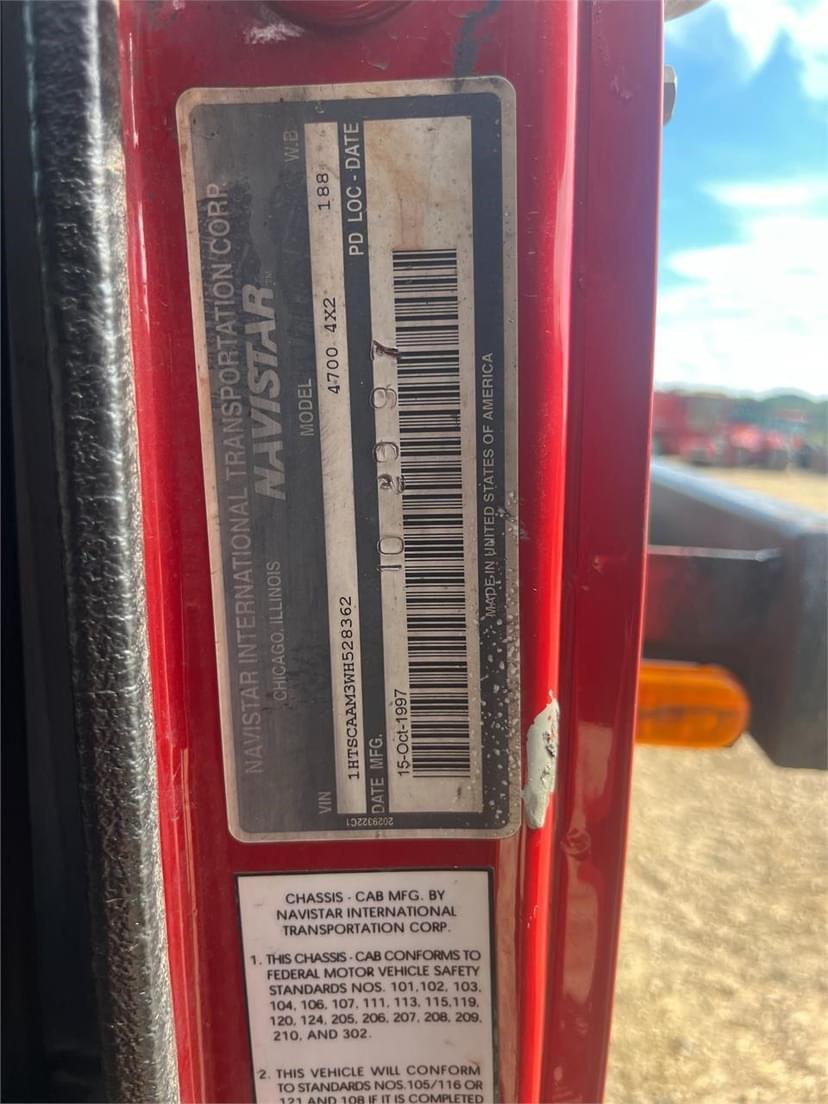 NAVISTAR INTERNATIONAL TRANSPORTATION CORP
CHICAGO, ILLINOIS NAVISTAR
VIN MODEL W.B
1HTSCAAM3WH528362 4700 4X2 188
DATE MFG. PD LOC - DATE
15-Oct-1997
MADE IN UNITED STATES OF AMERICA
2029322C1
CHASSIS - CAB MFG. BY
NAVISTAR INTERNATIONAL
TRANSPORTATION CORP.
1. THIS CHASSIS - CAB CONFORMS TO
FEDERAL MOTOR VEHICLE SAFETY
STANDARDS NOS. 101,102, 103,
104, 106, 107, 111, 113, 115,119,
120, 124, 205, 206, 207, 208, 209,
210, AND 302.
2. THIS VEHICLE WILL CONFORM
TO STANDARDS NOS.105/116 OR
121 AND 108 IF IT IS COMPLETED